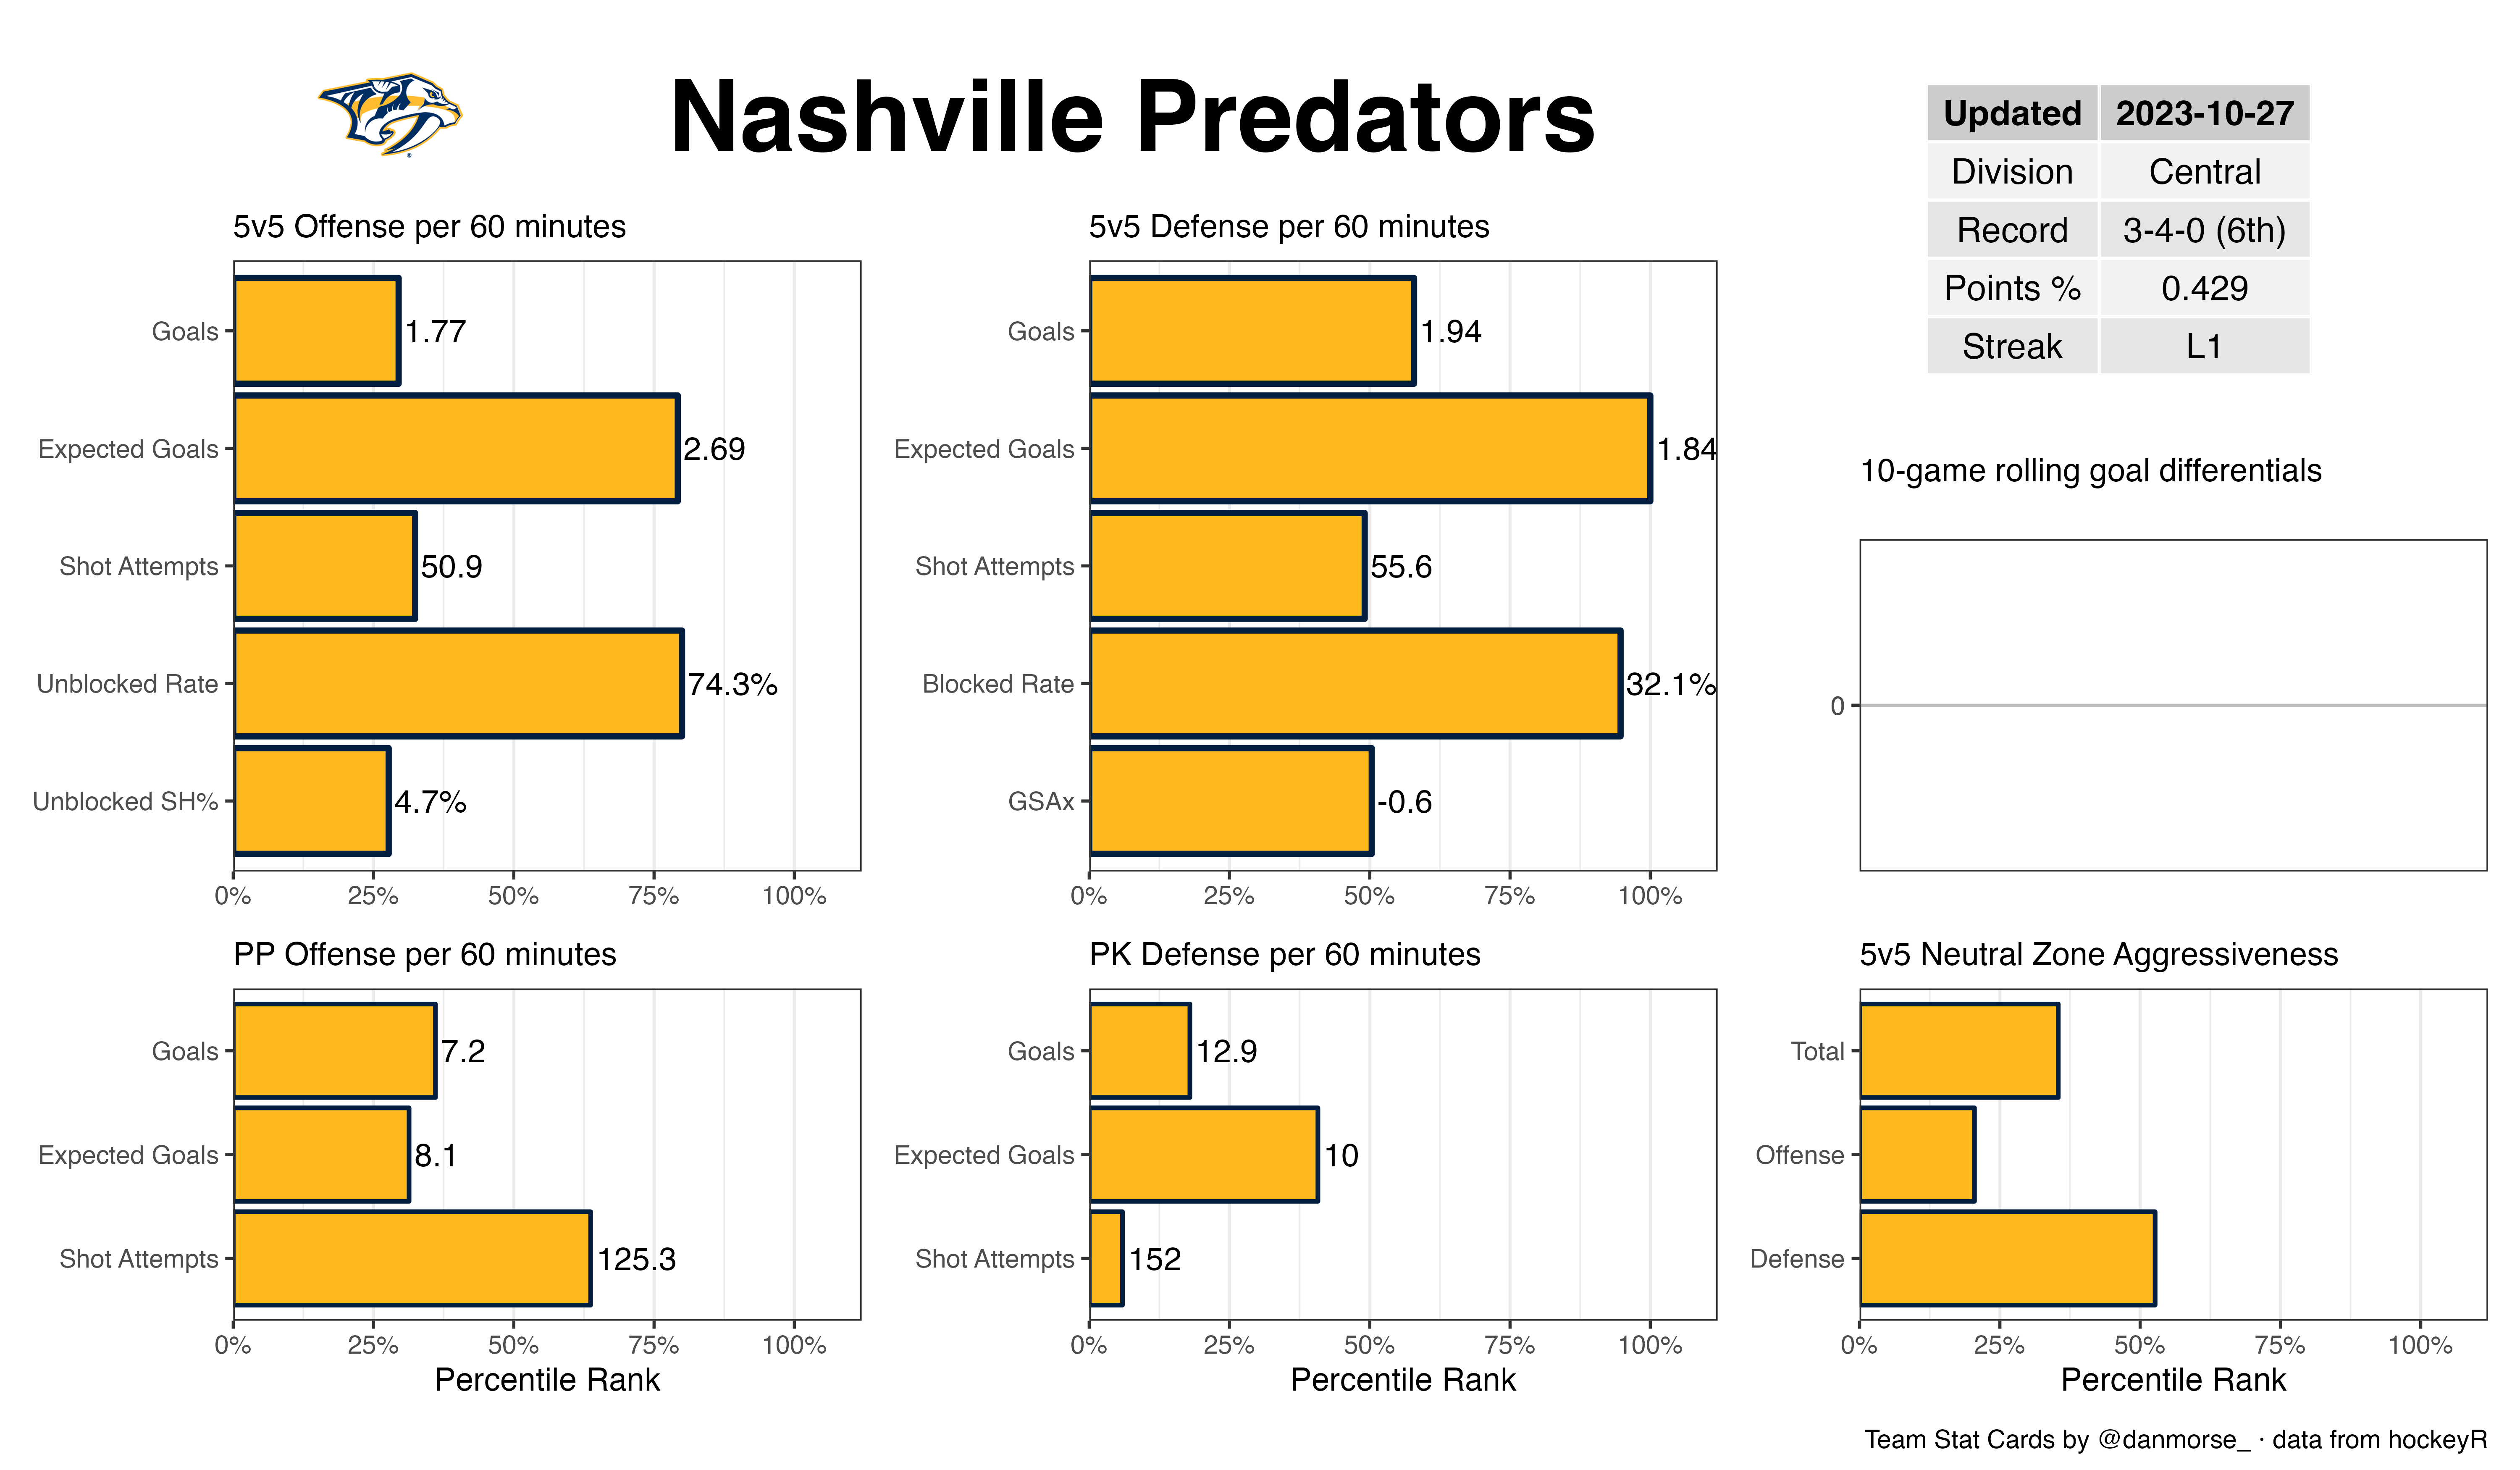 Nashville Predators
Updated 2023-10-27
Division Central
Record 3-4-0 (6th)
Points % 0.429
Streak L1
5v5 Offense per 60 minutes
Goals 1.77
Expected Goals 2.69
Shot Attempts 50.9
Unblocked Rate 74.3%
Unblocked SH% 4.7%
0% 25% 50% 75% 100%
5v5 Defense per 60 minutes
Goals 1.94
Expected Goals 1.84
Shot Attempts 55.6
Blocked Rate 32.1%
GSAx -0.6
0% 25% 50% 75% 100%
10-game rolling goal differentials
0
PP Offense per 60 minutes
Goals 7.2
Expected Goals 8.1
Shot Attempts 125.3
0% 25% 50% 75% 100%
Percentile Rank
PK Defense per 60 minutes
Goals 12.9
Expected Goals 10
Shot Attempts 152
0% 25% 50% 75% 100%
Percentile Rank
5v5 Neutral Zone Aggressiveness
Total
Offense
Defense
0% 25% 50% 75% 100%
Percentile Rank
Team Stat Cards by @danmorse_ · data from hockeyR